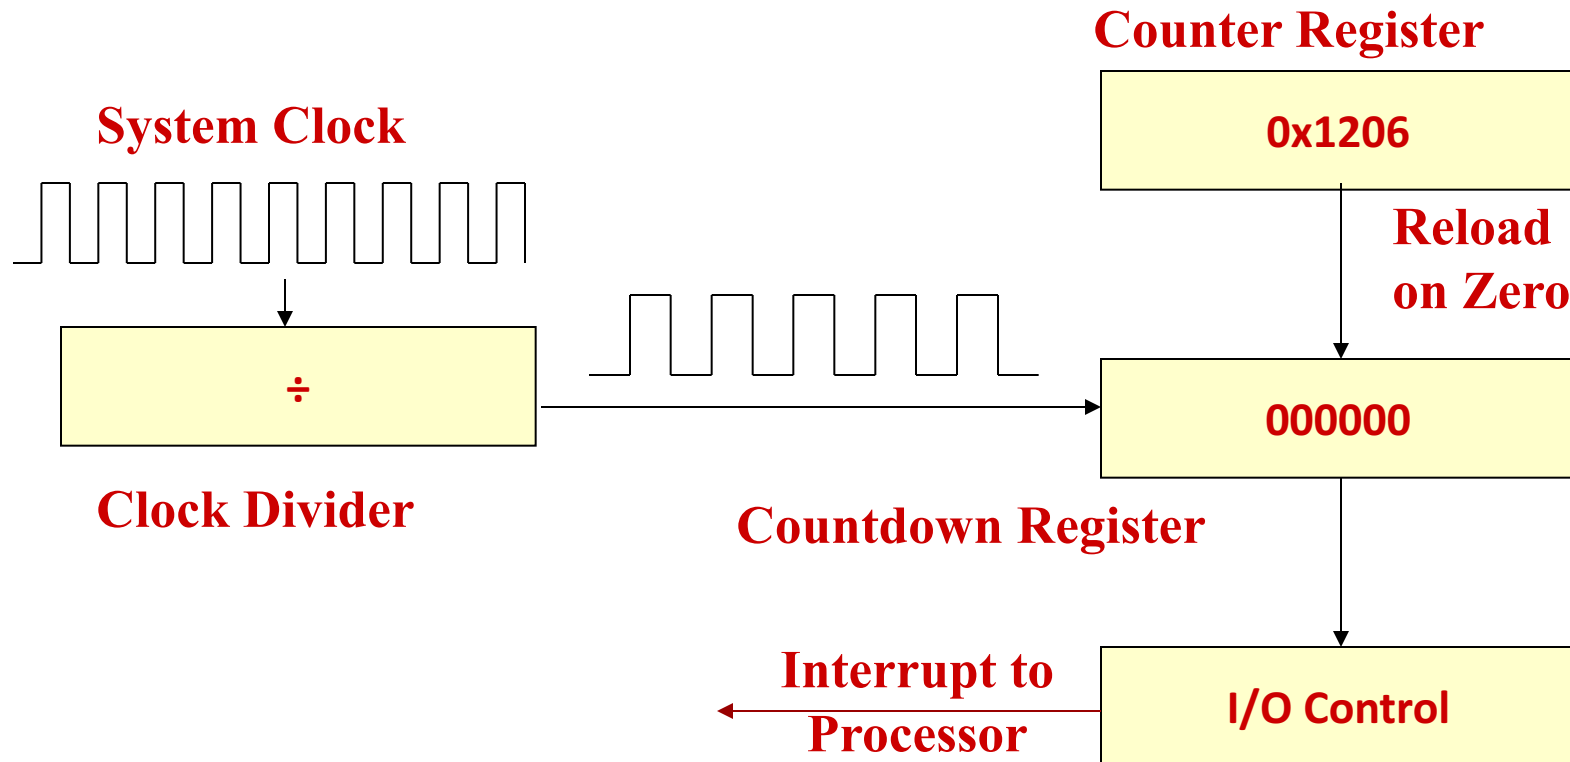 Counter Register
0x1206
System Clock
Reload
on Zero
÷
000000
Clock Divider
Countdown Register
Interrupt to
Processor
I/O Control